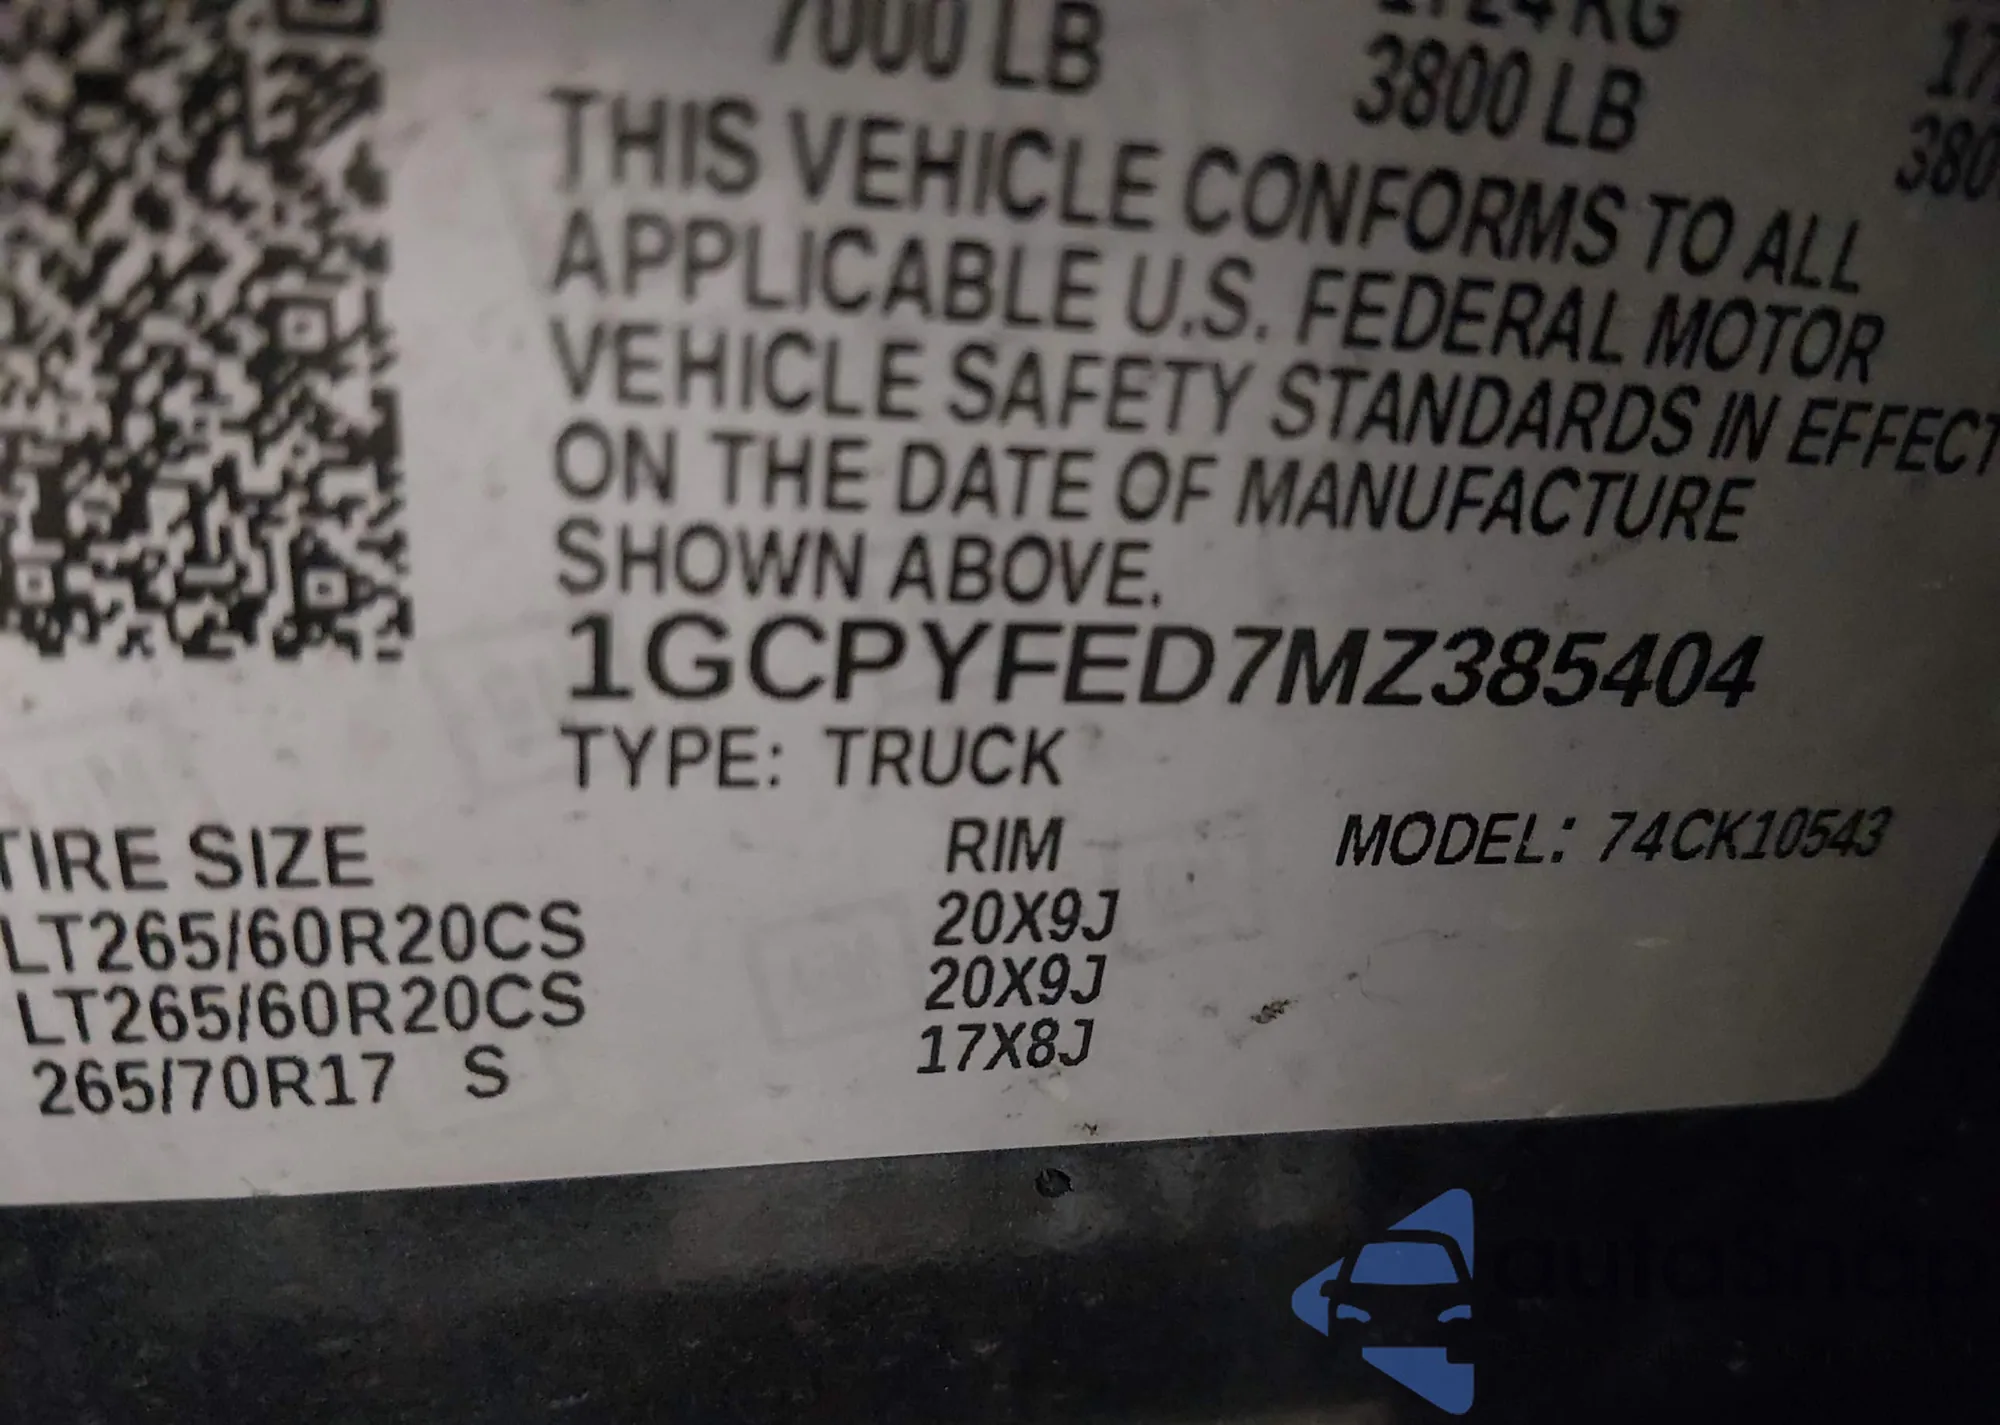 7000 LB 3800 LB
THIS VEHICLE CONFORMS TO ALL
APPLICABLE U.S. FEDERAL MOTOR
VEHICLE SAFETY STANDARDS IN EFFECT
ON THE DATE OF MANUFACTURE
SHOWN ABOVE.
1GCPYFED7MZ385404
TYPE: TRUCK
TIRE SIZE RIM MODEL: 74CK10543
LT265/60R20CS 20X9J
LT265/60R20CS 20X9J
265/70R17 S 17X8J